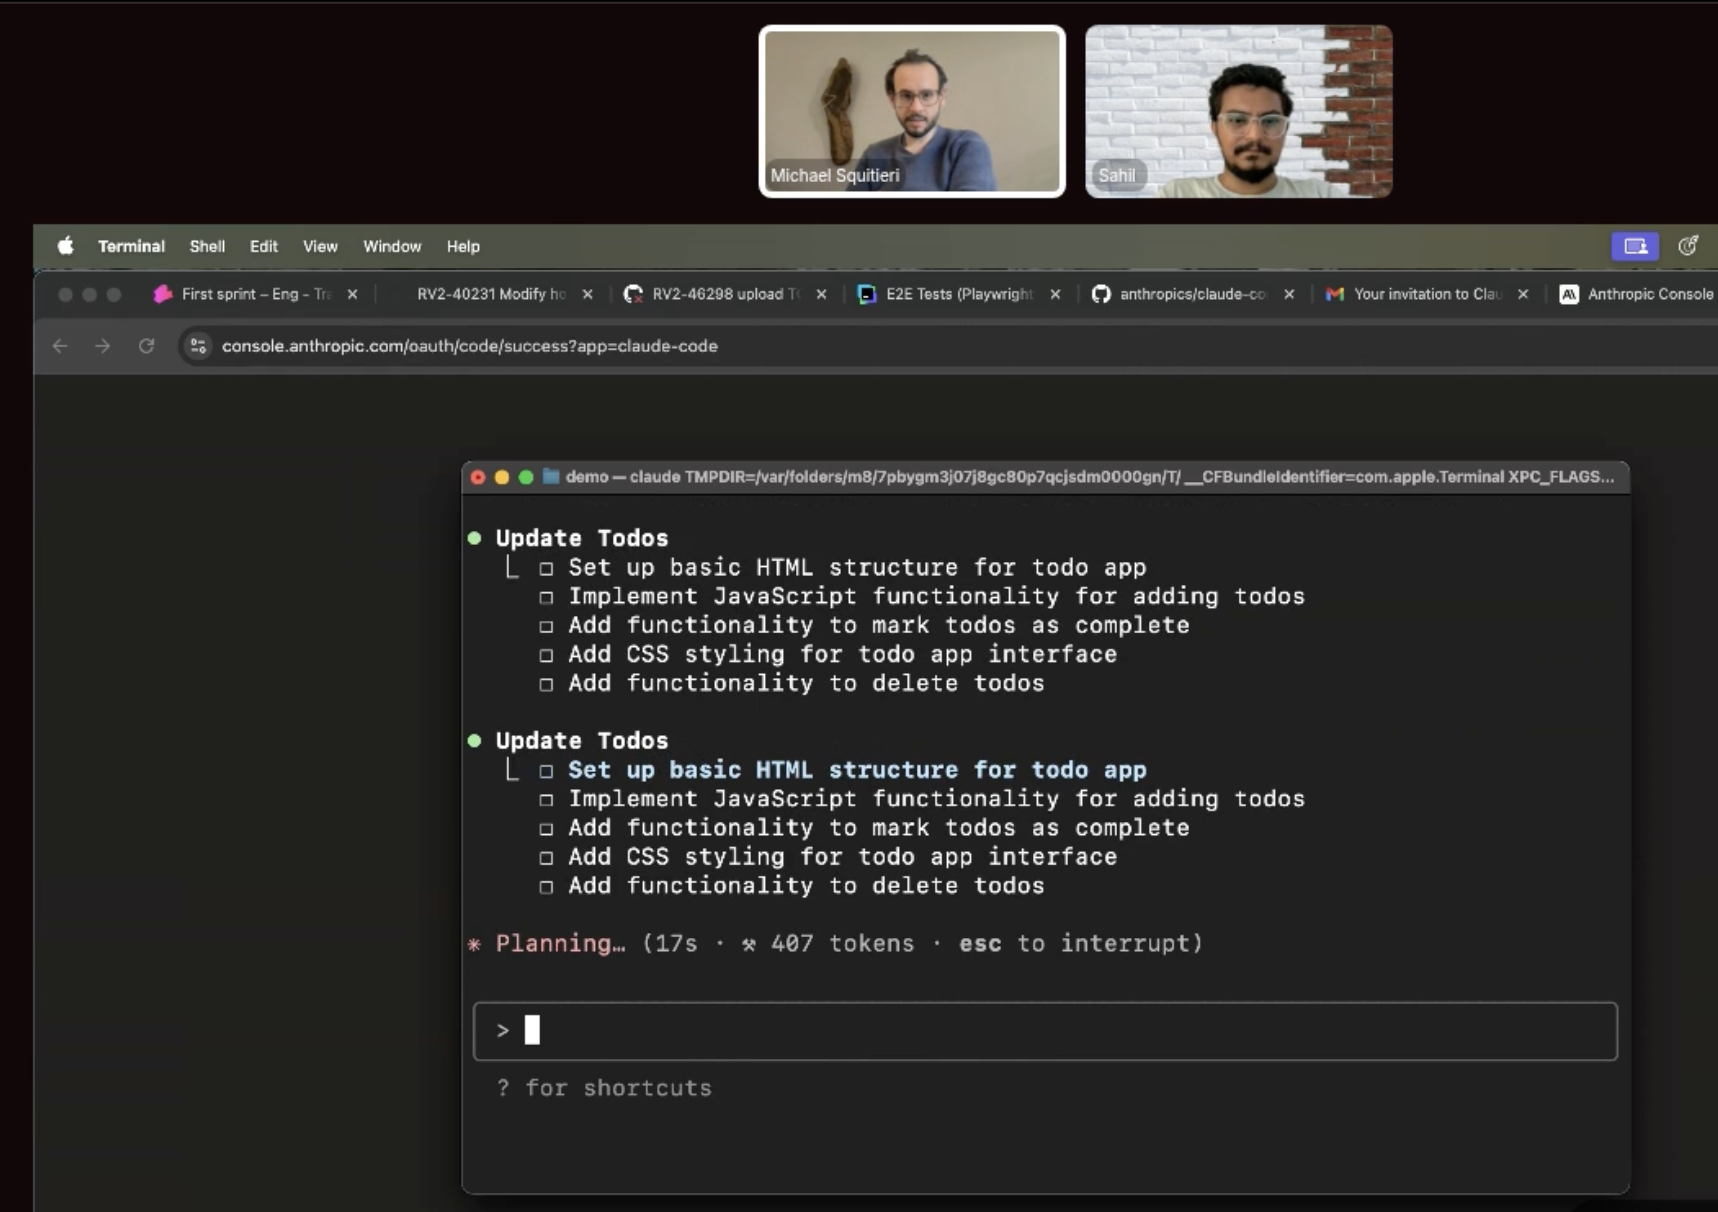 Michael Squitieri
Sahil
Terminal Shell Edit View Window Help
First sprint – Eng – Tra RV2-40231 Modify ho RV2-46298 upload TC E2E Tests (Playwright anthropics/claude-co Your invitation to Clau Anthropic Console
console.anthropic.com/oauth/code/success?app=claude-code
demo — claude TMPDIR=/var/folders/m8/7pbygm3j07j8gc80p7qcjsdm0000gn/T/ __CFBundleIdentifier=com.apple.Terminal XPC_FLAGS...
Update Todos
Set up basic HTML structure for todo app
Implement JavaScript functionality for adding todos
Add functionality to mark todos as complete
Add CSS styling for todo app interface
Add functionality to delete todos
Update Todos
Set up basic HTML structure for todo app
Implement JavaScript functionality for adding todos
Add functionality to mark todos as complete
Add CSS styling for todo app interface
Add functionality to delete todos
* Planning… (17s · ⚒ 407 tokens · esc to interrupt)
>
? for shortcuts